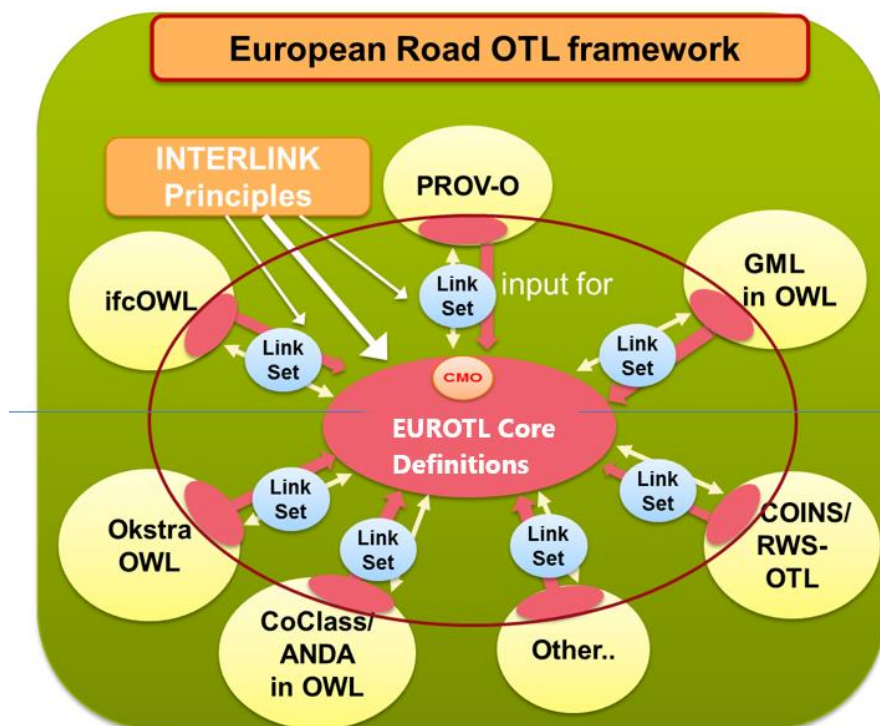 European Road OTL framework
INTERLINK
Principles
PROV-O
GML
in OWL
ifcOWL
Link
Set
input for
Link
Set
Link
Set
CMO
EUROTL Core
Definitions
Okstra
OWL
Link
Set
Link
Set
COINS/
RWS-
OTL
Link
Set
Link
Set
CoClass/
ANDA
in OWL
Other..